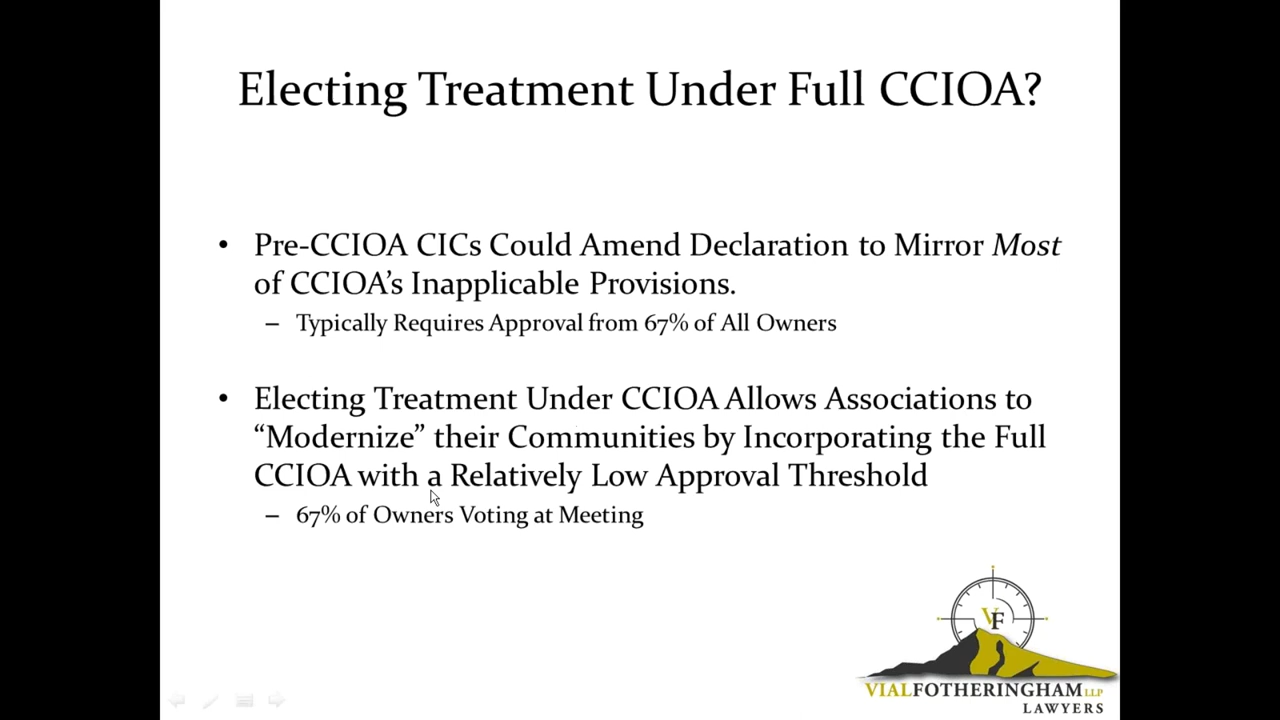 Electing Treatment Under Full CCIOA?
• Pre-CCIOA CICs Could Amend Declaration to Mirror Most
of CCIOA’s Inapplicable Provisions.
– Typically Requires Approval from 67% of All Owners
• Electing Treatment Under CCIOA Allows Associations to
“Modernize” their Communities by Incorporating the Full
CCIOA with a Relatively Low Approval Threshold
– 67% of Owners Voting at Meeting
VF
VIALFOTHERINGHAM LLP
LAWYERS